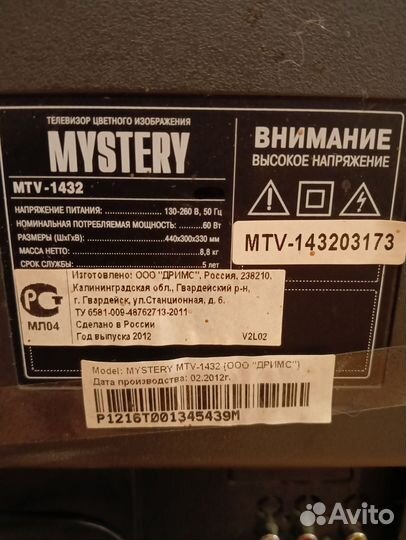 ТЕЛЕВИЗОР ЦВЕТНОГО ИЗОБРАЖЕНИЯ
MYSTERY
MTV-1432
НАПРЯЖЕНИЕ ПИТАНИЯ: 130-260 В, 50 Гц
НОМИНАЛЬНАЯ ПОТРЕБЛЯЕМАЯ МОЩНОСТЬ: 60 Вт
РАЗМЕРЫ (ШхГхВ): 440x300x330 мм
МАССА НЕТТО: 8,8 кг
СРОК СЛУЖБЫ: 5 лет
ВНИМАНИЕ
ВЫСОКОЕ НАПРЯЖЕНИЕ
MTV-143203173
РСТ
МЛ04
Изготовлено: ООО "ДРИМС", Россия, 238210,
Калининградская обл., Гвардейский р-н,
г. Гвардейск, ул.Станционная, д. 6.
ТУ 6581-009-48762713-2011
Сделано в России
Год выпуска 2012 V2L02
Model: MYSTERY MTV-1432 (ООО "ДРИМС")
Дата производства: 02.2012г.
P1216T001345439M
Avito